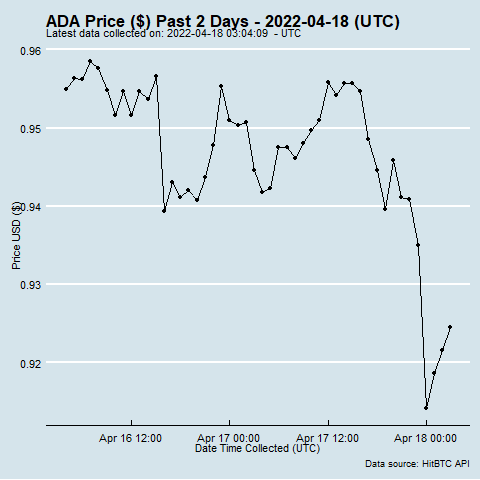 ADA Price ($) Past 2 Days - 2022-04-18 (UTC)
Latest data collected on: 2022-04-18 03:04:09 - UTC
0.96
0.95
0.94
0.93
0.92
Price USD ($)
Apr 16 12:00
Apr 17 00:00
Apr 17 12:00
Apr 18 00:00
Date Time Collected (UTC)
Data source: HitBTC API